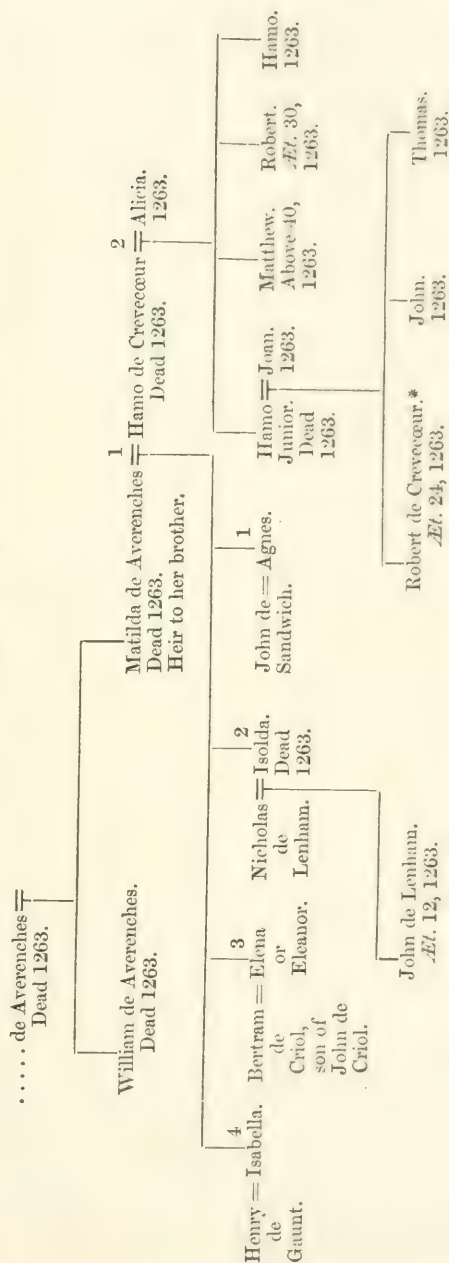 . . . . . de Averenches
Dead 1263.
William de Averenches.
Dead 1263.
Matilda de Averenches
Dead 1263.
Heir to her brother.
1
Hamo de Crevecœur
Dead 1263.
2
Alicia.
1263.
4
Henry = Isabella.
de
Gaunt.
3
Bertram = Elena
de or
Criol, Eleanor.
son of
John de
Criol.
2
Nicholas Isolda.
de Dead
Lenham. 1263.
1
John de = Agnes.
Sandwich.
Hamo Joan.
Junior. 1263.
Dead
1263.
Matthew.
Above 40,
1263.
Robert.
Æt. 30,
1263.
Hamo.
1263.
John de Lenham.
Æt. 12, 1263.
Robert de Crevecœur.*
Æt. 24, 1263.
John.
1263.
Thomas.
1263.